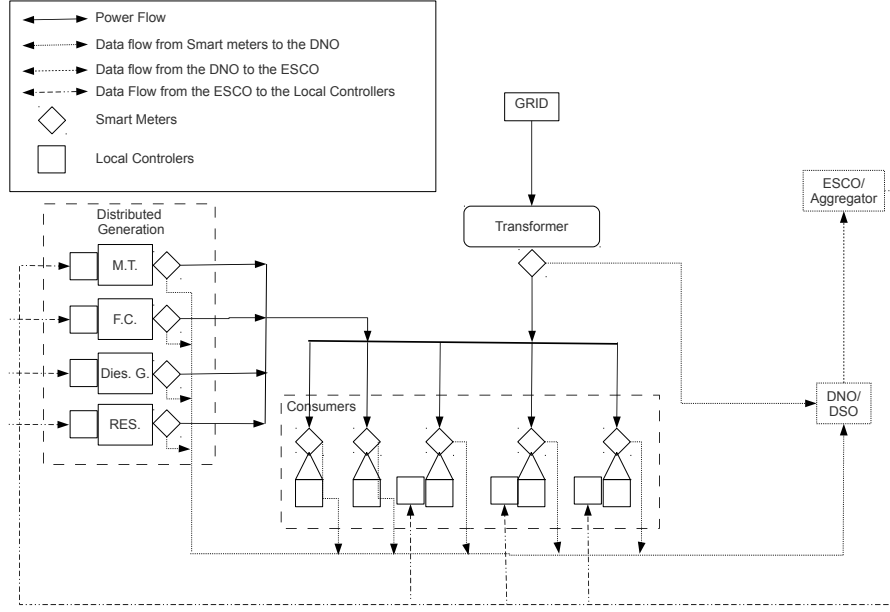 Power Flow
Data flow from Smart meters to the DNO
Data flow from the DNO to the ESCO
Data Flow from the ESCO to the Local Controllers
Smart Meters
Local Controlers
GRID
ESCO/
Aggregator
Distributed
Generation
Transformer
M.T.
F.C.
Dies. G.
RES.
Consumers
DNO/
DSO